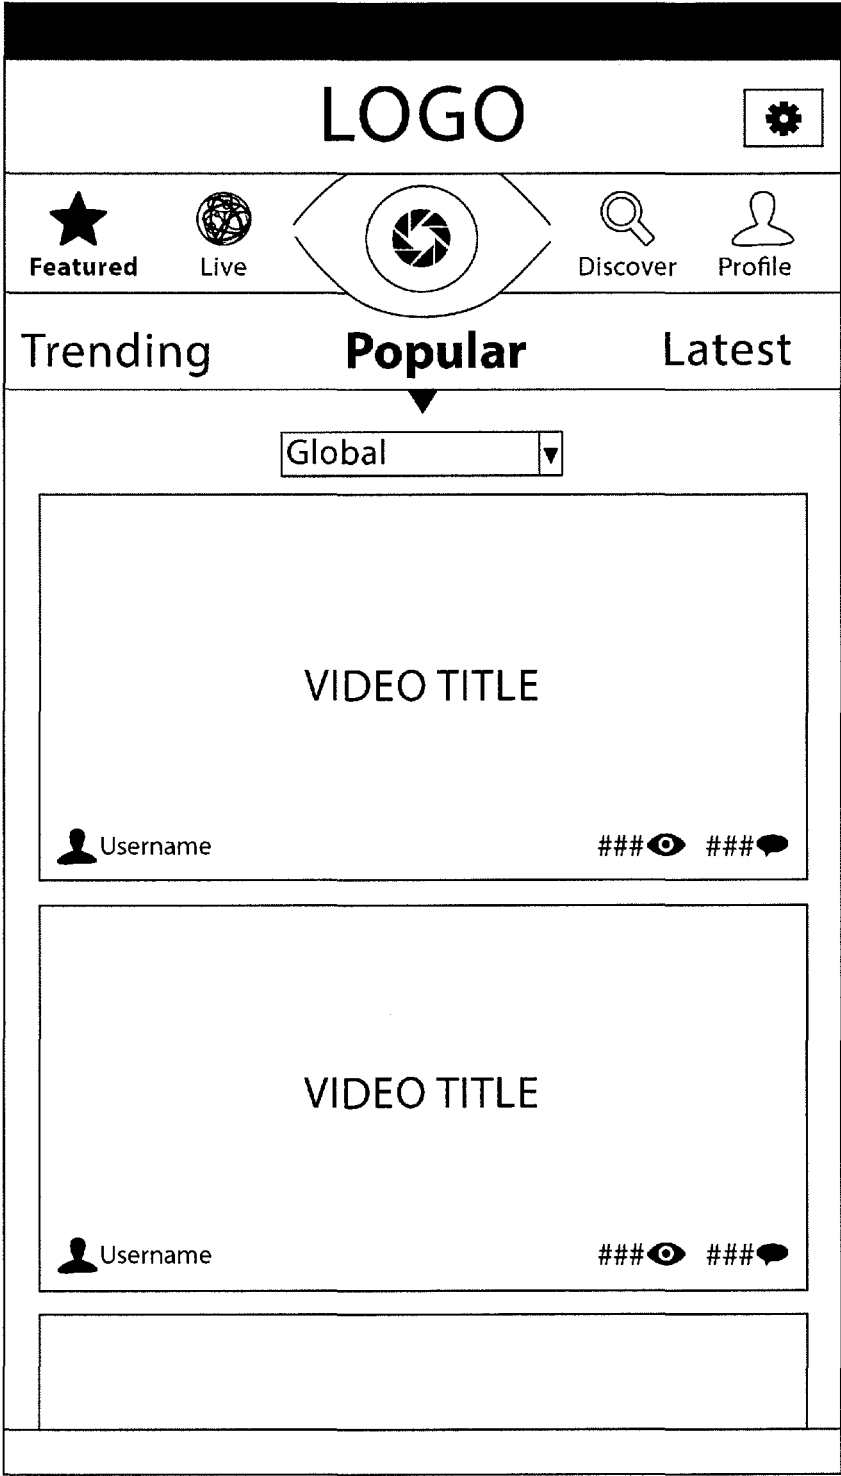 LOGO
Featured Live Discover Profile
Trending Popular Latest
Global
VIDEO TITLE
Username ### ###
VIDEO TITLE
Username ### ###